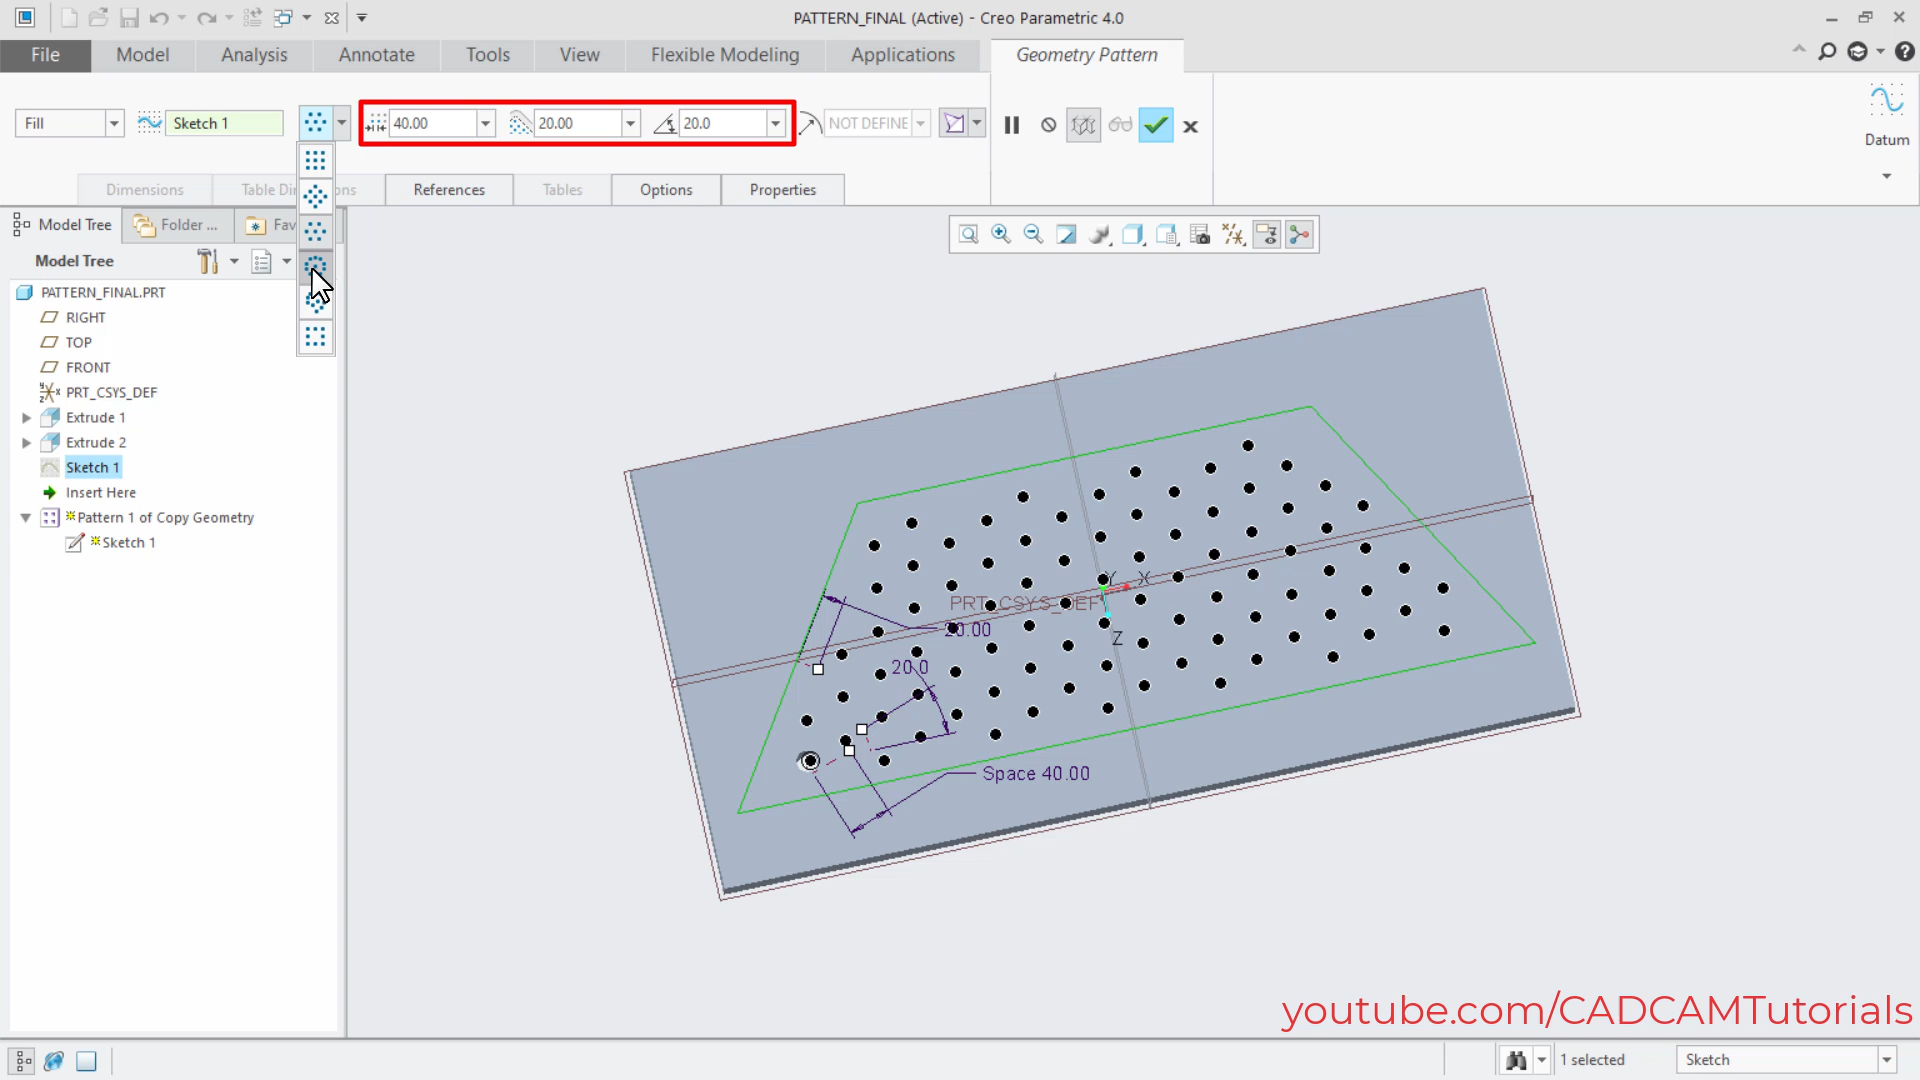 PATTERN_FINAL (Active) - Creo Parametric 4.0
File
Model
Analysis
Annotate
Tools
View
Flexible Modeling
Applications
Geometry Pattern
Fill
Sketch 1
40.00
20.00
20.0
NOT DEFINE
Datum
Dimensions
Table Di
ns
References
Tables
Options
Properties
Model Tree
Folder ...
Fav
Model Tree
PATTERN_FINAL.PRT
RIGHT
TOP
FRONT
PRT_CSYS_DEF
Extrude 1
Extrude 2
Sketch 1
Insert Here
Pattern 1 of Copy Geometry
Sketch 1
Y
X
PRT_CSYS_DEF
Z
20.00
20.0
Space 40.00
youtube.com/CADCAMTutorials
1 selected
Sketch